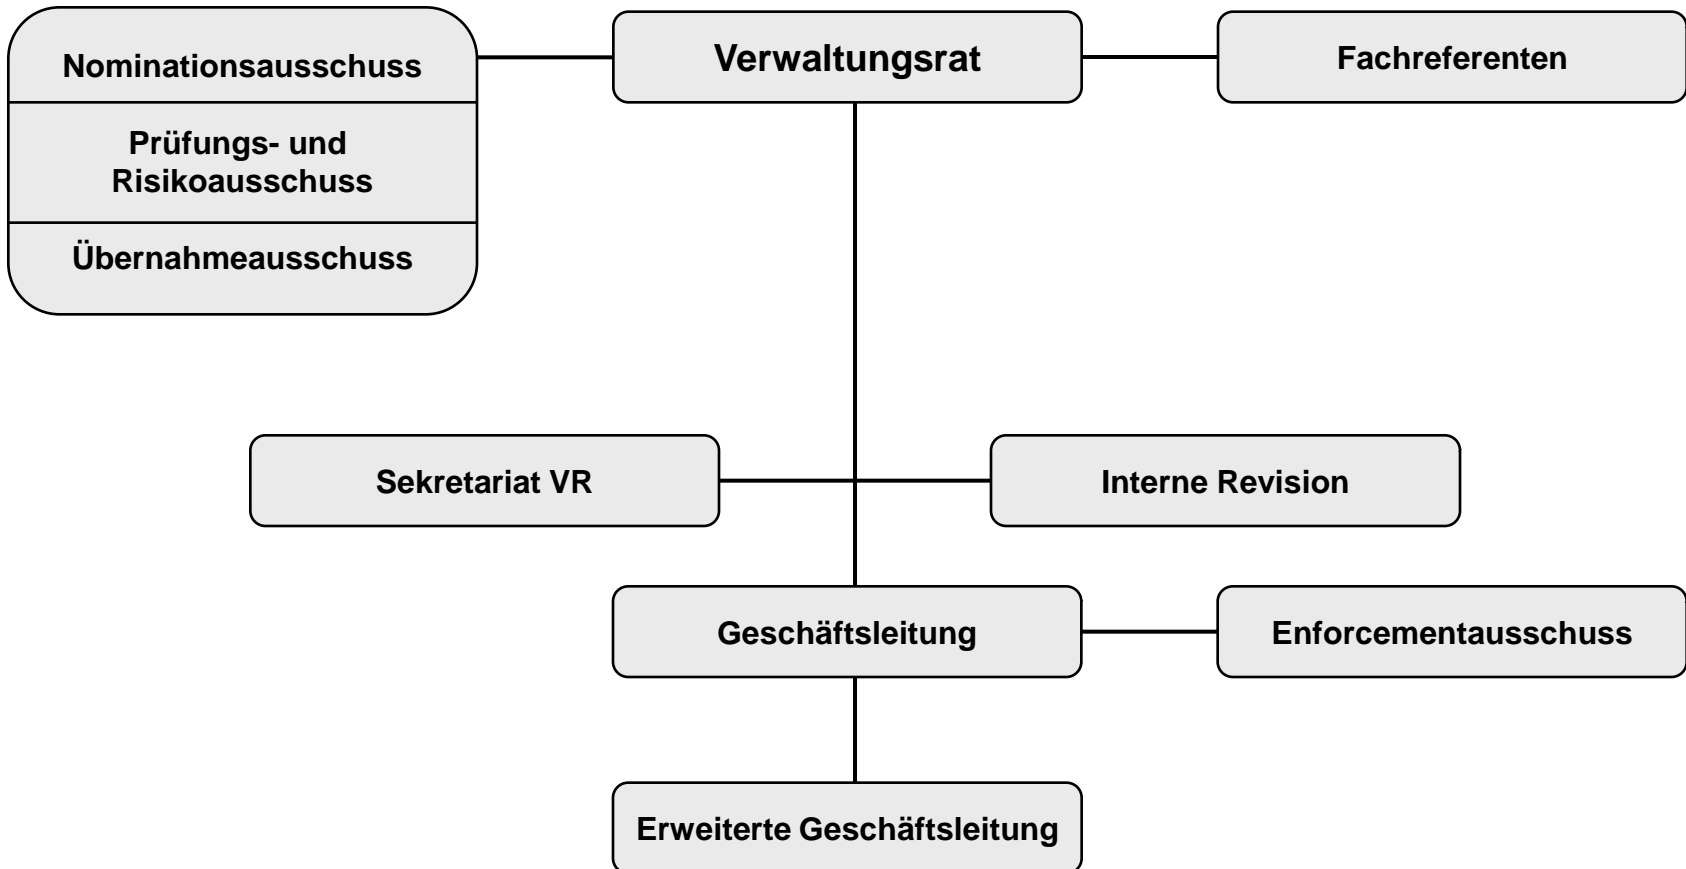 Nominationsausschuss
Verwaltungsrat
Fachreferenten
Prüfungs- und
Risikoausschuss
Übernahmeausschuss
Sekretariat VR
Interne Revision
Geschäftsleitung
Enforcementausschuss
Erweiterte Geschäftsleitung